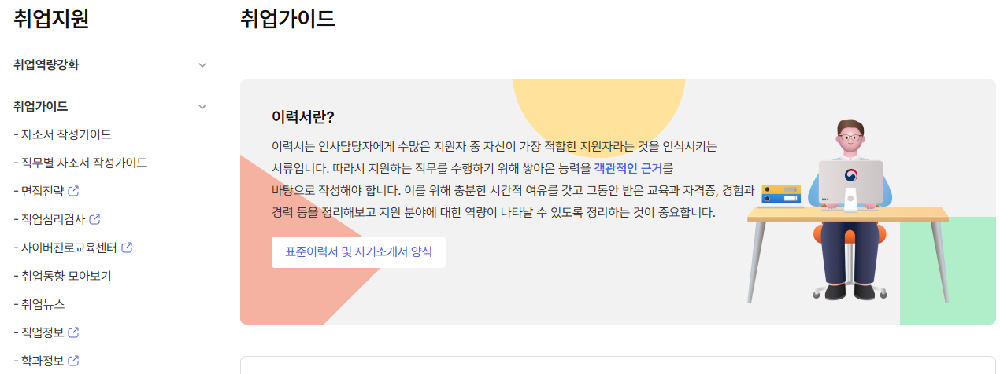 취업지원
취업역량강화
취업가이드
- 자소서 작성가이드
- 직무별 자소서 작성가이드
- 면접전략
- 직업심리검사
- 사이버진로교육센터
- 취업동향 모아보기
- 취업뉴스
- 직업정보
- 학과정보
취업가이드
이력서란?
이력서는 인사담당자에게 수많은 지원자 중 자신이 가장 적합한 지원자라는 것을 인식시키는
서류입니다. 따라서 지원하는 직무를 수행하기 위해 쌓아온 능력을 객관적인 근거를
바탕으로 작성해야 합니다. 이를 위해 충분한 시간적 여유를 갖고 그동안 받은 교육과 자격증, 경험과
경력 등을 정리해보고 지원 분야에 대한 역량이 나타날 수 있도록 정리하는 것이 중요합니다.
표준이력서 및 자기소개서 양식